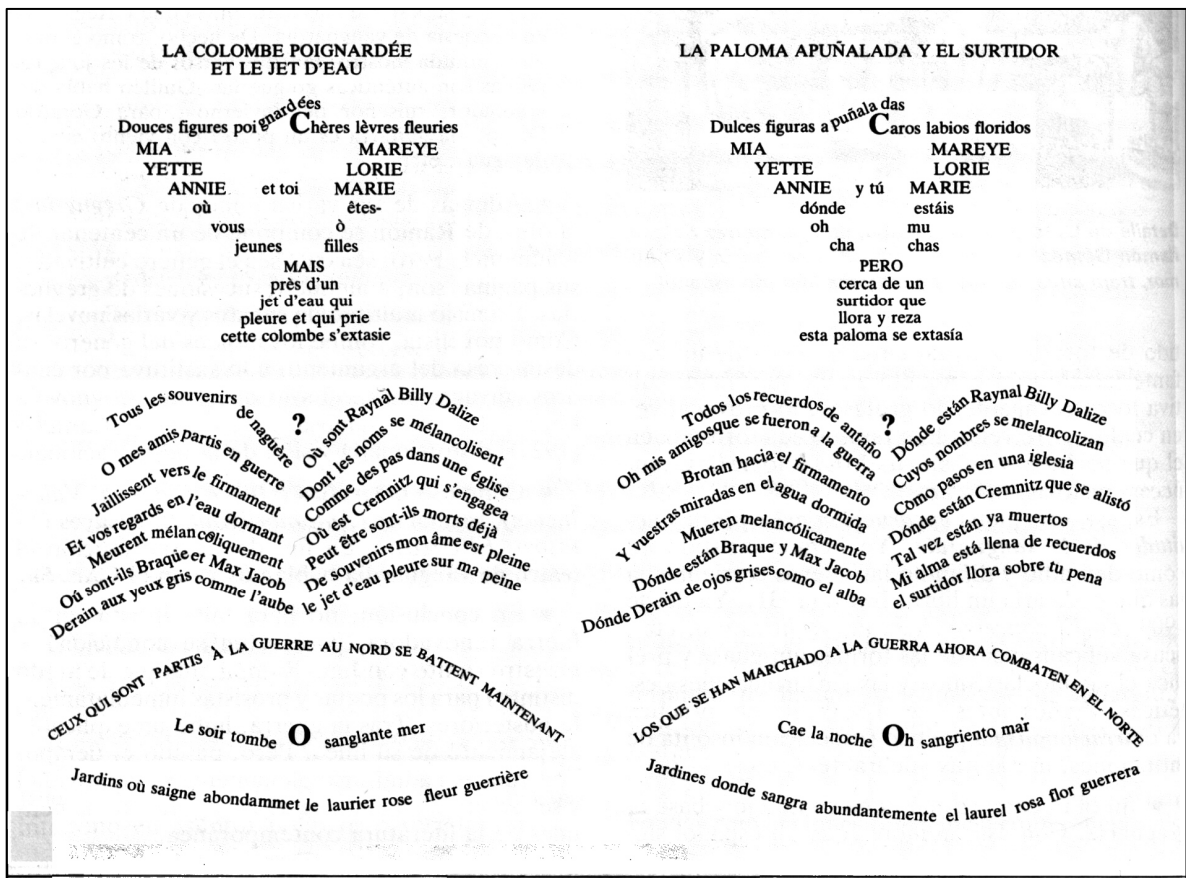 LA COLOMBE POIGNARDÉE
ET LE JET D'EAU
Douces figures poignardées Chères lèvres fleuries
MIA MAREYE
YETTE LORIE
ANNIE et toi MARIE
où êtes-
vous ò
jeunes filles
MAIS
près d'un
jet d'eau qui
pleure et qui prie
cette colombe s'extasie
Tous les souvenirs de naguère
O mes amis partis en guerre
Jaillissent vers le firmament
Et vos regards en l'eau dormant
Meurent mélancoliquement
Oú sont-ils Braque et Max Jacob
Derain aux yeux gris comme l'aube
?
Où sont Raynal Billy Dalize
Dont les noms se mélancolisent
Comme des pas dans une église
Où est Cremnitz qui s'engagea
Peut être sont-ils morts déjà
De souvenirs mon âme est pleine
le jet d'eau pleure sur ma peine
CEUX QUI SONT PARTIS À LA GUERRE AU NORD SE BATTENT MAINTENANT
Le soir tombe O sanglante mer
Jardins où saigne abondammet le laurier rose fleur guerrière
LA PALOMA APUÑALADA Y EL SURTIDOR
Dulces figuras apuñaladas Caros labios floridos
MIA MAREYE
YETTE LORIE
ANNIE y tú MARIE
dónde estáis
oh mu
cha chas
PERO
cerca de un
surtidor que
llora y reza
esta paloma se extasía
Todos los recuerdos de antaño
Oh mis amigos que se fueron a la guerra
Brotan hacia el firmamento
Y vuestras miradas en el agua dormida
Mueren melancólicamente
Dónde están Braque y Max Jacob
Dónde Derain de ojos grises como el alba
?
Dónde están Raynal Billy Dalize
Cuyos nombres se melancolizan
Como pasos en una iglesia
Dónde están Cremnitz que se alistó
Tal vez están ya muertos
Mi alma está llena de recuerdos
el surtidor llora sobre tu pena
LOS QUE SE HAN MARCHADO A LA GUERRA AHORA COMBATEN EN EL NORTE
Cae la noche Oh sangriento mar
Jardines donde sangra abundantemente el laurel rosa flor guerrera